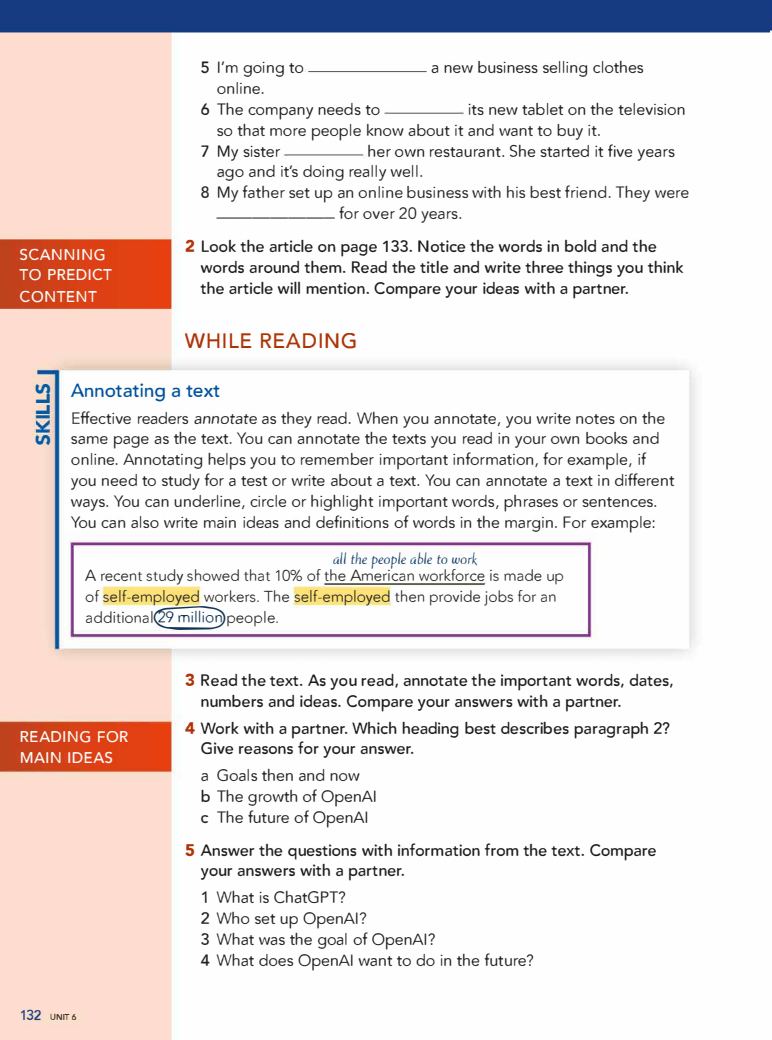 5 I'm going to ______________ a new business selling clothes
online.
6 The company needs to __________ its new tablet on the television
so that more people know about it and want to buy it.
7 My sister __________ her own restaurant. She started it five years
ago and it's doing really well.
8 My father set up an online business with his best friend. They were
______________ for over 20 years.
SCANNING
TO PREDICT
CONTENT
2 Look the article on page 133. Notice the words in bold and the
words around them. Read the title and write three things you think
the article will mention. Compare your ideas with a partner.
WHILE READING
SKILLS
Annotating a text
Effective readers annotate as they read. When you annotate, you write notes on the
same page as the text. You can annotate the texts you read in your own books and
online. Annotating helps you to remember important information, for example, if
you need to study for a test or write about a text. You can annotate a text in different
ways. You can underline, circle or highlight important words, phrases or sentences.
You can also write main ideas and definitions of words in the margin. For example:
all the people able to work
A recent study showed that 10% of the American workforce is made up
of self-employed workers. The self-employed then provide jobs for an
additional 29 million people.
3 Read the text. As you read, annotate the important words, dates,
numbers and ideas. Compare your answers with a partner.
READING FOR
MAIN IDEAS
4 Work with a partner. Which heading best describes paragraph 2?
Give reasons for your answer.
a Goals then and now
b The growth of OpenAI
c The future of OpenAI
5 Answer the questions with information from the text. Compare
your answers with a partner.
1 What is ChatGPT?
2 Who set up OpenAI?
3 What was the goal of OpenAI?
4 What does OpenAI want to do in the future?
132 UNIT 6